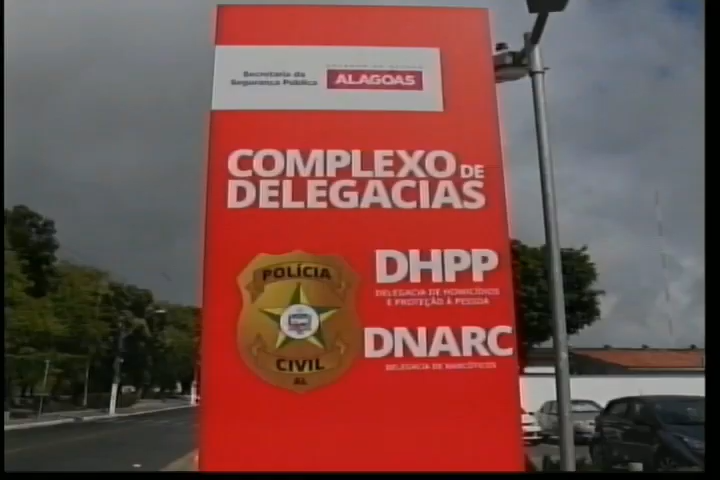 Secretaria da
Segurança Pública
ALAGOAS
COMPLEXO DE
DELEGACIAS
POLÍCIA
CIVIL
AL
DHPP
DELEGACIA DE HOMICÍDIOS
E PROTEÇÃO À PESSOA
DNARC
DELEGACIA DE NARCÓTICOS